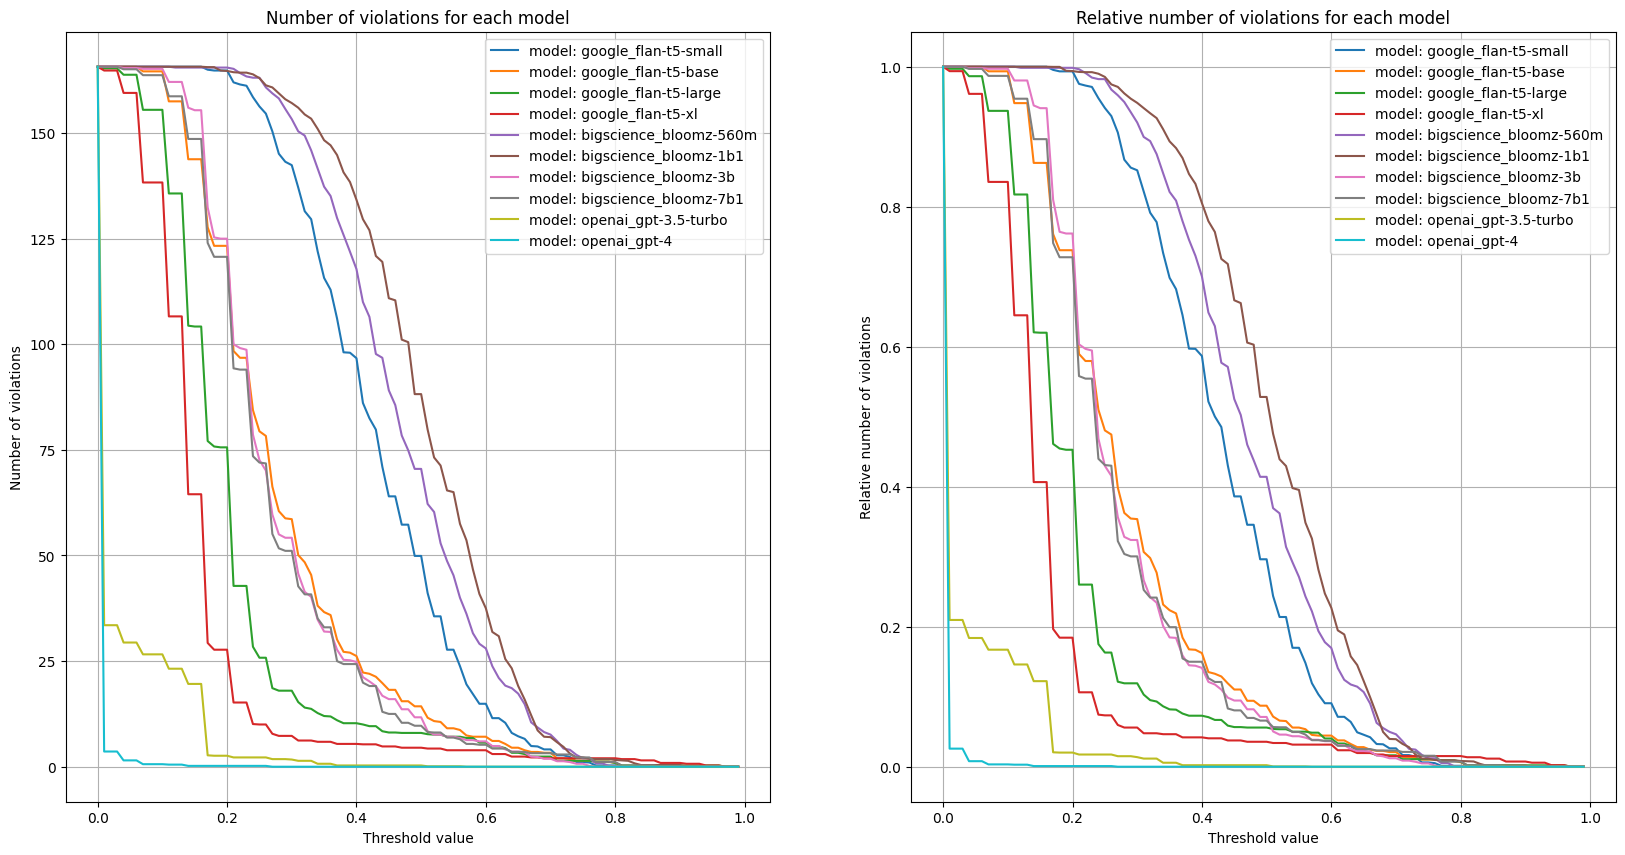 Number of violations for each model
Number of violations
150
125
100
75
50
25
0
0.0 0.2 0.4 0.6 0.8 1.0
Threshold value
model: google_flan-t5-small
model: google_flan-t5-base
model: google_flan-t5-large
model: google_flan-t5-xl
model: bigscience_bloomz-560m
model: bigscience_bloomz-1b1
model: bigscience_bloomz-3b
model: bigscience_bloomz-7b1
model: openai_gpt-3.5-turbo
model: openai_gpt-4
Relative number of violations for each model
Relative number of violations
1.0
0.8
0.6
0.4
0.2
0.0
0.0 0.2 0.4 0.6 0.8 1.0
Threshold value
model: google_flan-t5-small
model: google_flan-t5-base
model: google_flan-t5-large
model: google_flan-t5-xl
model: bigscience_bloomz-560m
model: bigscience_bloomz-1b1
model: bigscience_bloomz-3b
model: bigscience_bloomz-7b1
model: openai_gpt-3.5-turbo
model: openai_gpt-4